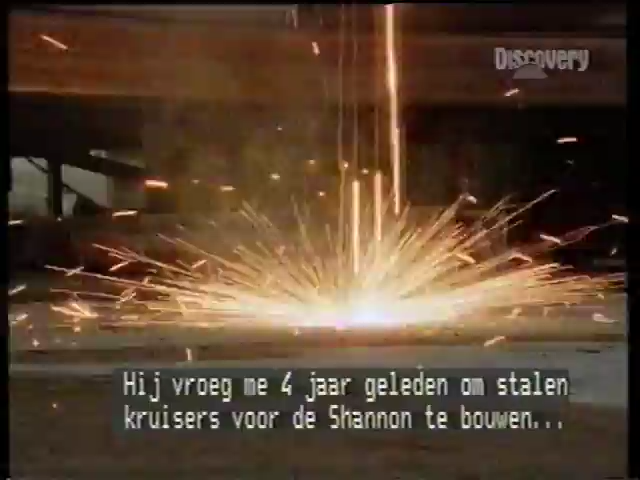 Discovery
Hij vroeg me 4 jaar geleden om stalen
kruisers voor de Shannon te bouwen...